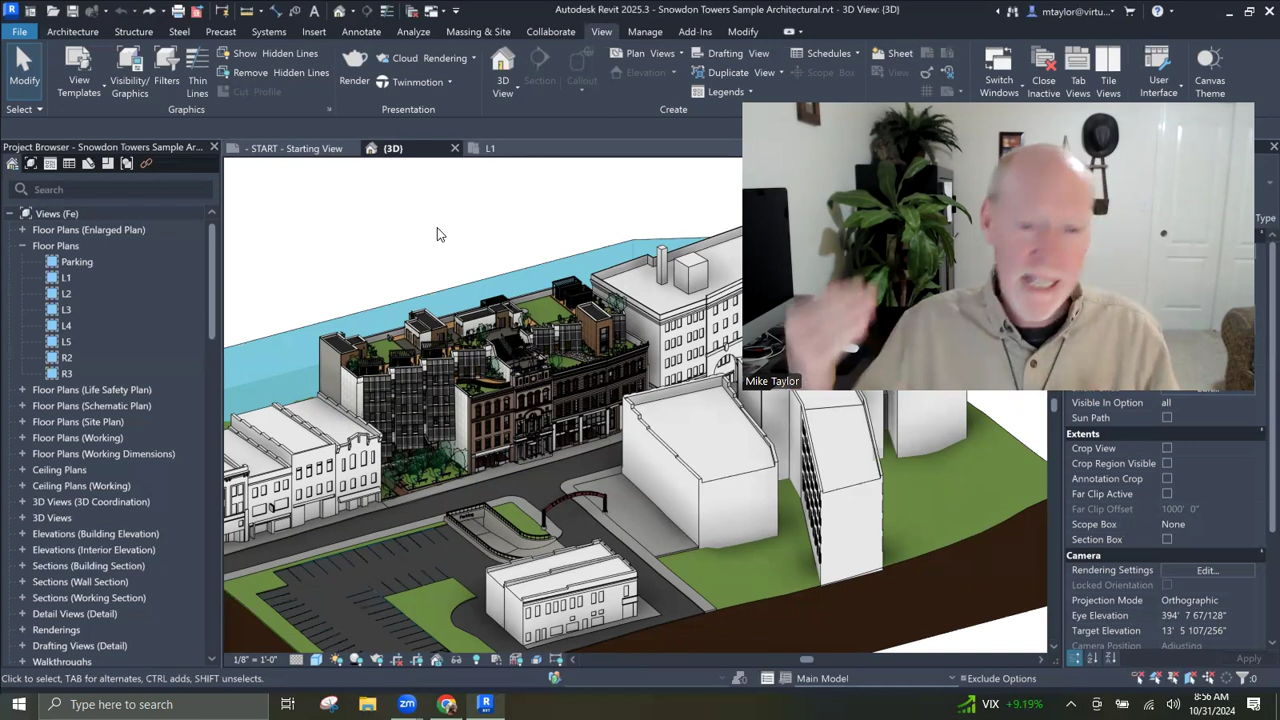 Autodesk Revit 2025.3 - Snowdon Towers Sample Architectural.rvt - 3D View: {3D}
mtaylor@virtu...
File Architecture Structure Steel Precast Systems Insert Annotate Analyze Massing & Site Collaborate View Manage Add-Ins Modify
Modify
View Templates
Visibility/ Graphics
Filters
Thin Lines
Show Hidden Lines
Remove Hidden Lines
Cut Profile
Render
Cloud Rendering
Twinmotion
3D View
Section
Callout
Plan Views
Elevation
Drafting View
Duplicate View
Legends
Schedules
Scope Box
Sheet
View
Switch Windows
Close Inactive
Tab Views
Tile Views
User Interface
Canvas Theme
Select
Graphics
Presentation
Create
Project Browser - Snowdon Towers Sample Ar...
- START - Starting View
{3D}
L1
Search
Views (Fe)
Floor Plans (Enlarged Plan)
Floor Plans
Parking
L1
L2
L3
L4
L5
R2
R3
Floor Plans (Life Safety Plan)
Floor Plans (Schematic Plan)
Floor Plans (Site Plan)
Floor Plans (Working)
Floor Plans (Working Dimensions)
Ceiling Plans
Ceiling Plans (Working)
3D Views (3D Coordination)
3D Views
Elevations (Building Elevation)
Elevations (Interior Elevation)
Sections (Building Section)
Sections (Wall Section)
Sections (Working Section)
Detail Views (Detail)
Renderings
Drafting Views (Detail)
Walkthroughs
Mike Taylor
Type
Visible In Option all
Sun Path
Extents
Crop View
Crop Region Visible
Annotation Crop
Far Clip Active
Far Clip Offset 1000' 0"
Scope Box None
Section Box
Camera
Rendering Settings Edit...
Locked Orientation
Projection Mode Orthographic
Eye Elevation 394' 7 67/128"
Target Elevation 13' 5 107/256"
Camera Position Adjusting
Apply
1/8" = 1'-0"
Click to select, TAB for alternates, CTRL adds, SHIFT unselects.
Main Model
Exclude Options
:0
Type here to search
VIX +9.19%
8:56 AM
10/31/2024